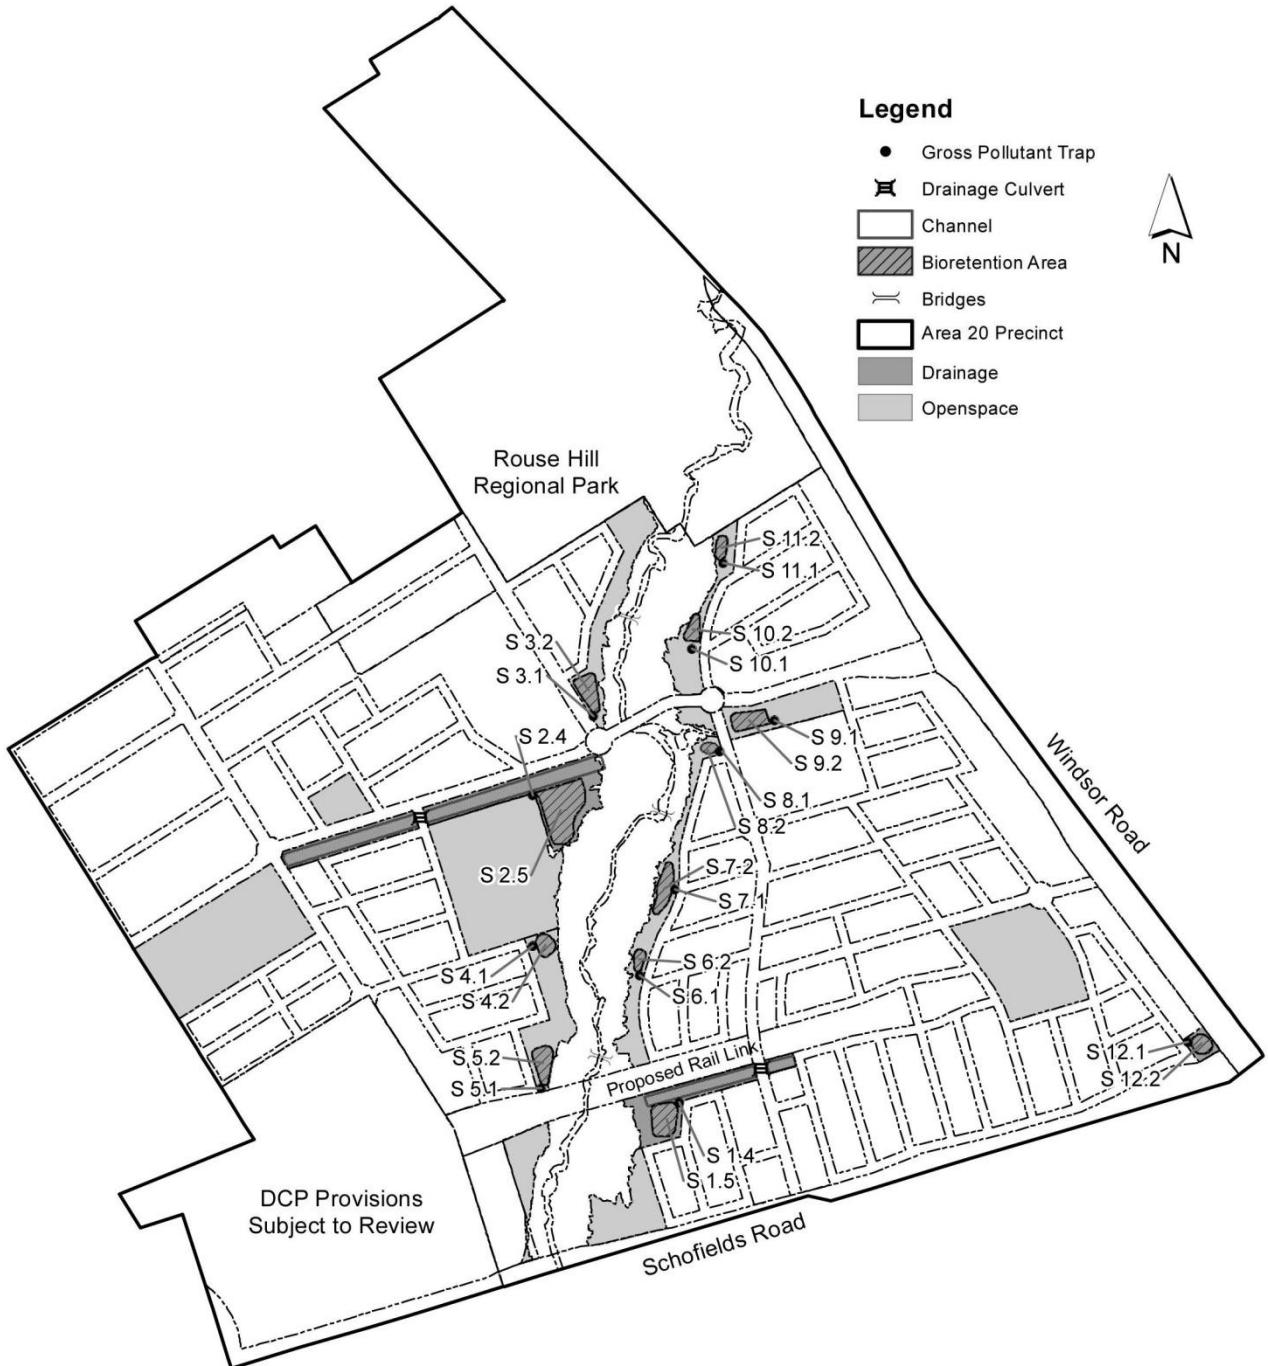 Legend
Gross Pollutant Trap
Drainage Culvert
Channel
Bioretention Area
Bridges
Area 20 Precinct
Drainage
Openspace
N
Rouse Hill
Regional Park
S 11.2
S 11.1
S 10.2
S 10.1
S 3.2
S 3.1
S 2.4
S 9.1
S 9.2
S 8.1
S 8.2
Windsor Road
S 2.5
S 7.2
S 7.1
S 6.2
S 6.1
S 4.1
S 4.2
S 5.2
S 5.1
Proposed Rail Link
S 12.1
S 12.2
S 1.4
S 1.5
DCP Provisions
Subject to Review
Schofields Road